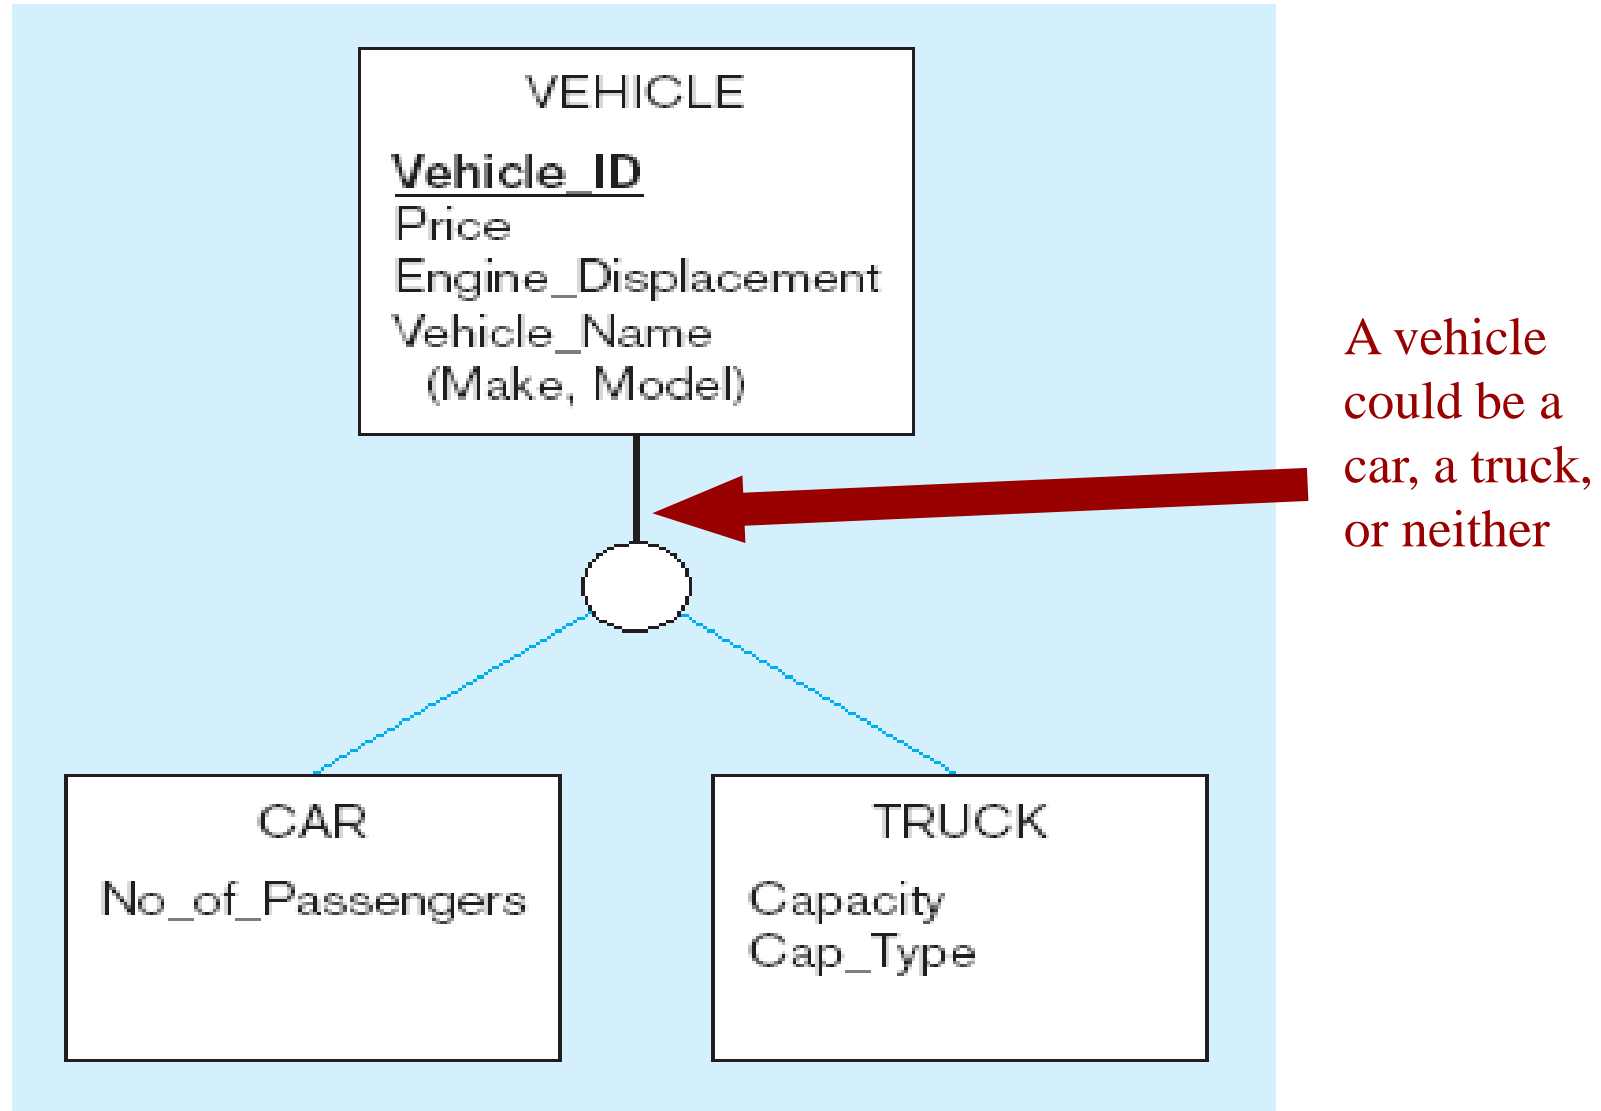 VEHICLE
Vehicle_ID
Price
Engine_Displacement
Vehicle_Name
(Make, Model)
A vehicle
could be a
car, a truck,
or neither
CAR
No_of_Passengers
TRUCK
Capacity
Cap_Type